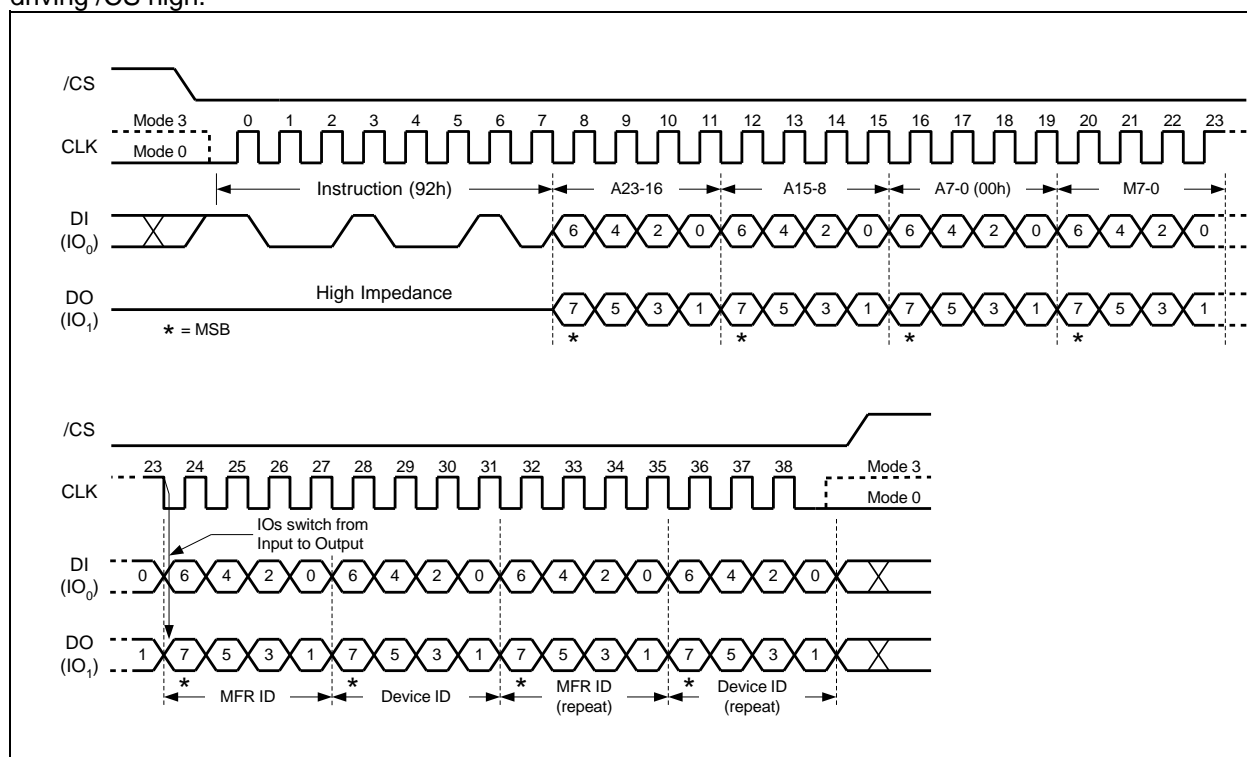 driving /CS high.
/CS
Mode 3 0 1 2 3 4 5 6 7 8 9 10 11 12 13 14 15 16 17 18 19 20 21 22 23
CLK
Mode 0
Instruction (92h) A23-16 A15-8 A7-0 (00h) M7-0
DI
(IO0) 6 4 2 0 6 4 2 0 6 4 2 0 6 4 2 0
DO High Impedance
(IO1) 7 5 3 1 7 5 3 1 7 5 3 1 7 5 3 1
* = MSB * * * *
/CS
23 24 25 26 27 28 29 30 31 32 33 34 35 36 37 38 Mode 3
CLK
Mode 0
IOs switch from
Input to Output
DI
(IO0) 0 6 4 2 0 6 4 2 0 6 4 2 0 6 4 2 0
DO
(IO1) 1 7 5 3 1 7 5 3 1 7 5 3 1 7 5 3 1
* * * *
MFR ID Device ID MFR ID Device ID
(repeat) (repeat)